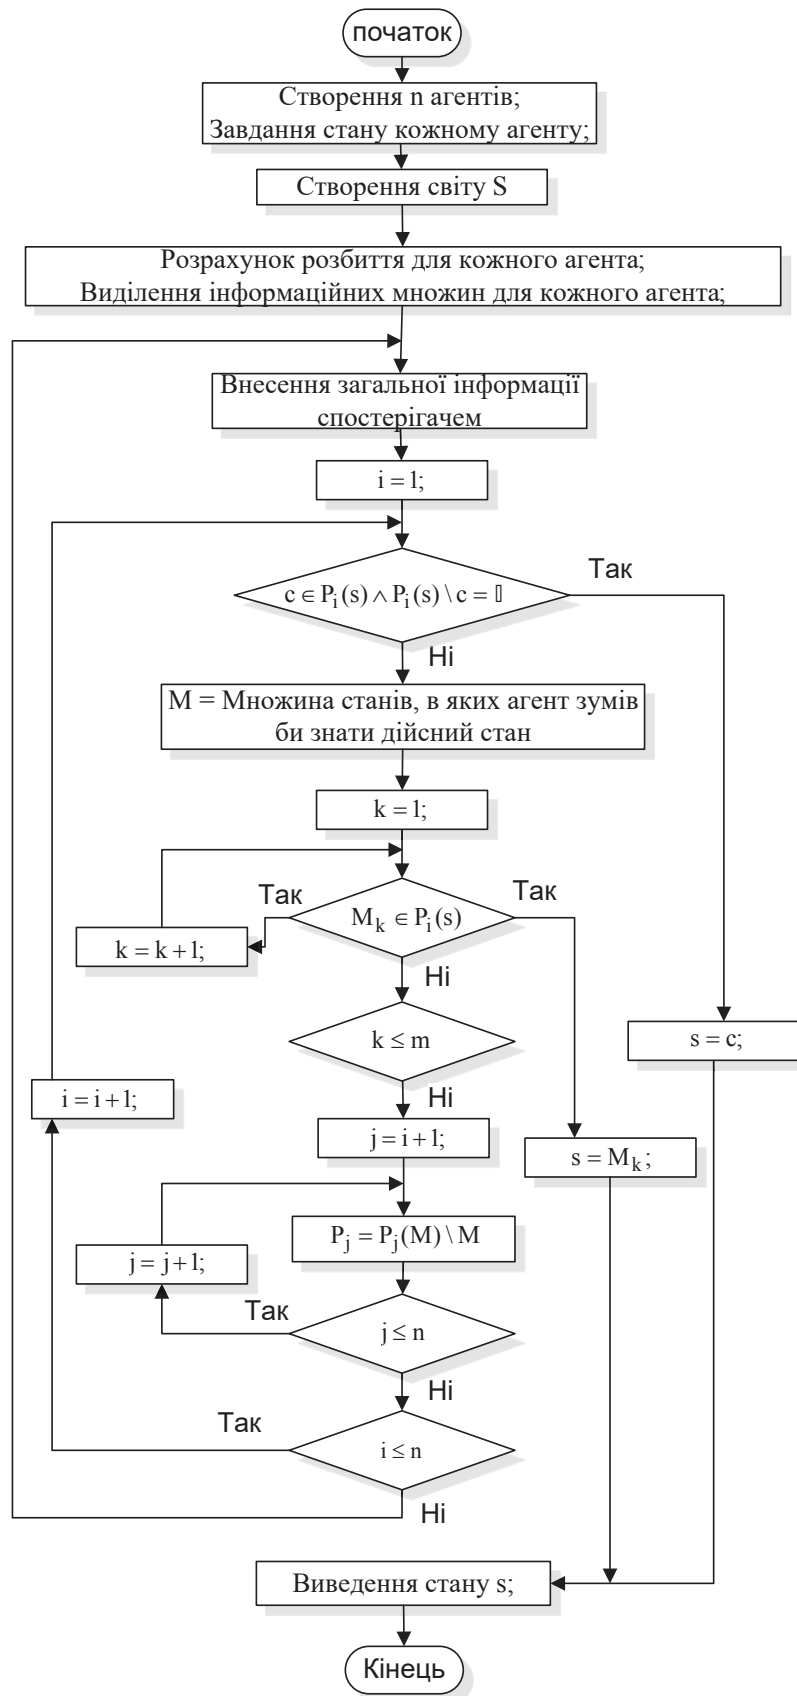 початок
Створення n агентів;
Завдання стану кожному агенту;
Створення світу S
Розрахунок розбиття для кожного агента;
Виділення інформаційних множин для кожного агента;
Внесення загальної інформації
спостерігачем
i = 1;
c ∈ P_i(s) ∧ P_i(s) \ c = 
Так
Ні
M = Множина станів, в яких агент зумів
би знати дійсний стан
k = 1;
Так
M_k ∈ P_i(s)
Так
k = k + 1;
Ні
k ≤ m
s = c;
Ні
i = i + 1;
j = i + 1;
s = M_k;
P_j = P_j(M) \ M
j = j + 1;
Так
j ≤ n
Ні
Так
i ≤ n
Ні
Виведення стану s;
Кінець